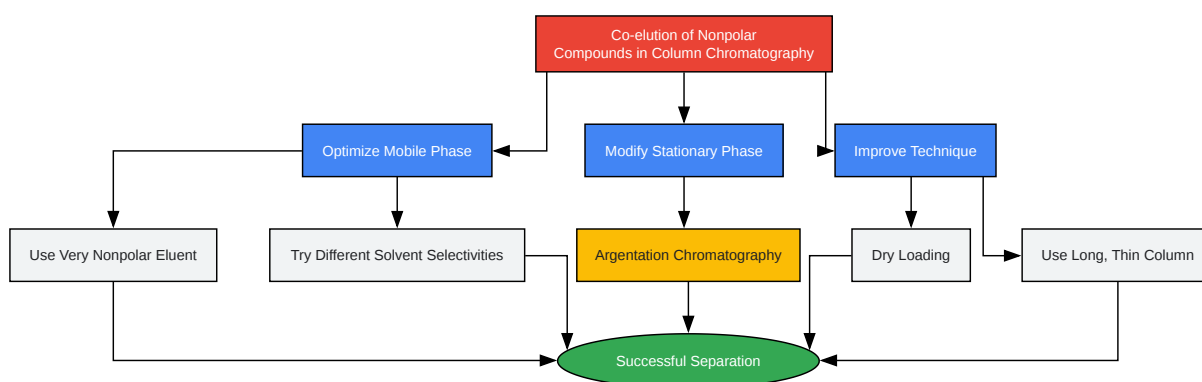 Co-elution of Nonpolar
Compounds in Column Chromatography
Optimize Mobile Phase
Modify Stationary Phase
Improve Technique
Use Very Nonpolar Eluent
Try Different Solvent Selectivities
Argentation Chromatography
Dry Loading
Use Long, Thin Column
Successful Separation